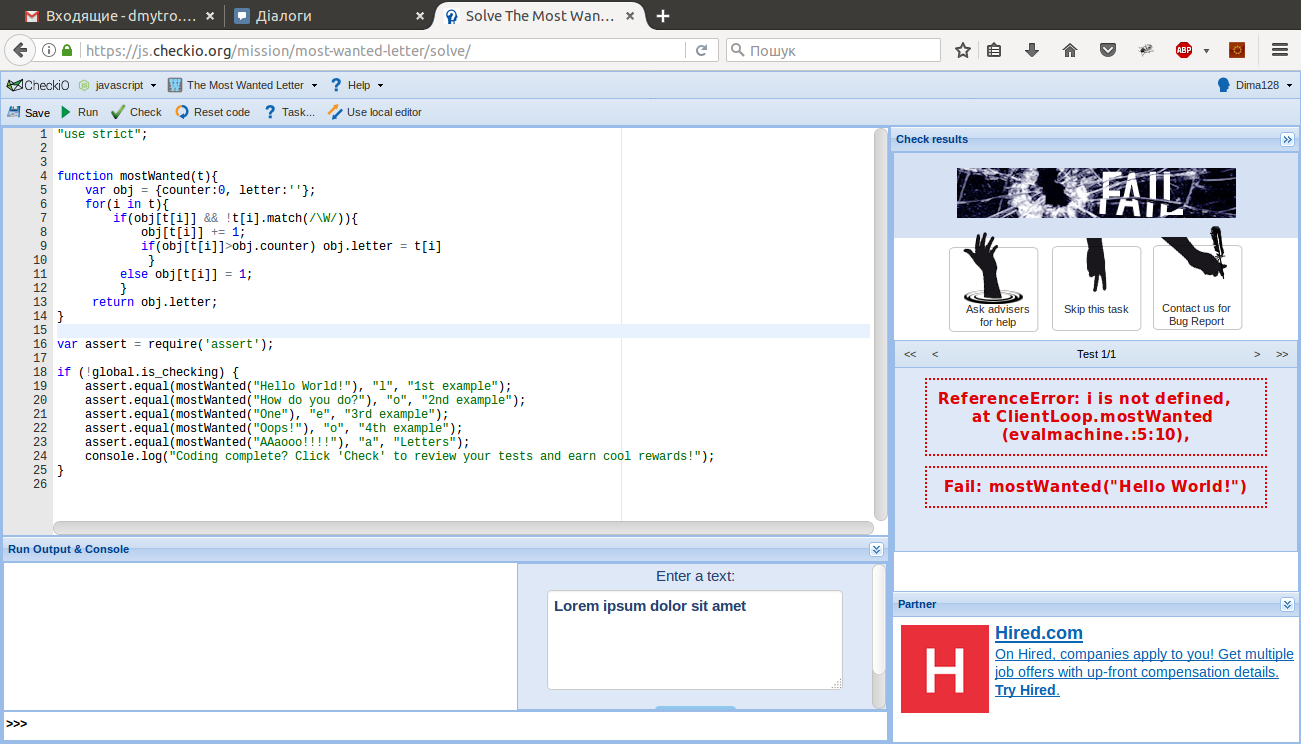 Входящие - dmytro.... × Діалоги × Solve The Most Wan... × +
https://js.checkio.org/mission/most-wanted-letter/solve/ Пошук ABP
CheckiO javascript The Most Wanted Letter ? Help Dima128
Save Run Check Reset code ? Task... Use local editor
1 "use strict";
2
3
4 function mostWanted(t){
5     var obj = {counter:0, letter:''};
6     for(i in t){
7         if(obj[t[i]] && !t[i].match(/\W/)){
8             obj[t[i]] += 1;
9             if(obj[t[i]]>obj.counter) obj.letter = t[i]
10              }
11          else obj[t[i]] = 1;
12          }
13      return obj.letter;
14 }
15
16 var assert = require('assert');
17
18 if (!global.is_checking) {
19     assert.equal(mostWanted("Hello World!"), "l", "1st example");
20     assert.equal(mostWanted("How do you do?"), "o", "2nd example");
21     assert.equal(mostWanted("One"), "e", "3rd example");
22     assert.equal(mostWanted("Oops!"), "o", "4th example");
23     assert.equal(mostWanted("AAaooo!!!!"), "a", "Letters");
24     console.log("Coding complete? Click 'Check' to review your tests and earn cool rewards!");
25 }
26
Run Output & Console
Enter a text:
Lorem ipsum dolor sit amet
>>>
Check results
FAIL
Ask advisers
for help
Skip this task
Contact us for
Bug Report
<< < Test 1/1 > >>
ReferenceError: i is not defined,
at ClientLoop.mostWanted
(evalmachine.:5:10),
Fail: mostWanted("Hello World!")
Partner
H
Hired.com
On Hired, companies apply to you! Get multiple
job offers with up-front compensation details.
Try Hired.